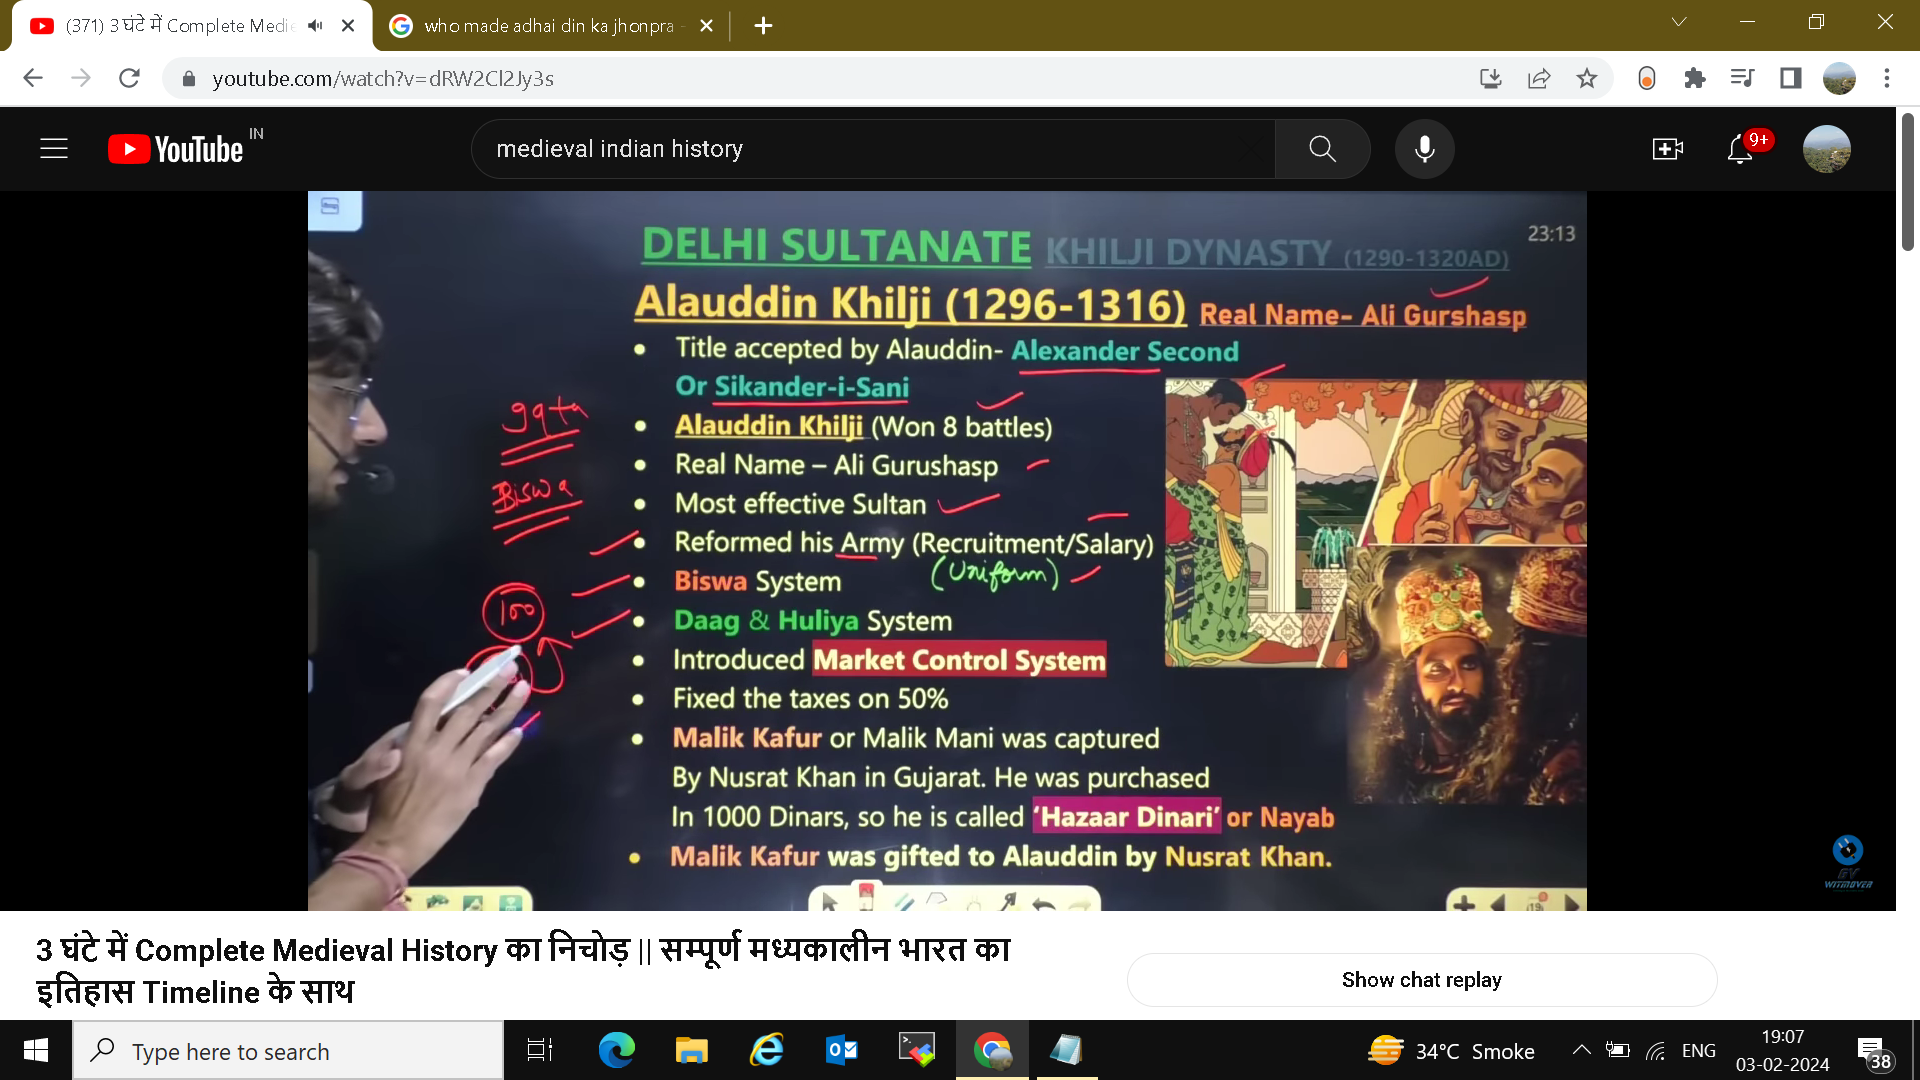 (371) 3 घंटे में Complete Medie
who made adhai din ka jhonpra -
youtube.com/watch?v=dRW2Cl2Jy3s
YouTube IN
medieval indian history
9+
DELHI SULTANATE KHILJI DYNASTY (1290-1320AD)
23:13
Alauddin Khilji (1296-1316) Real Name- Ali Gurshasp
• Title accepted by Alauddin- Alexander Second
Or Sikander-i-Sani
• Alauddin Khilji (Won 8 battles)
• Real Name – Ali Gurushasp
• Most effective Sultan
• Reformed his Army (Recruitment/Salary)
(Uniform)
• Biswa System
• Daag & Huliya System
• Introduced Market Control System
• Fixed the taxes on 50%
• Malik Kafur or Malik Mani was captured
By Nusrat Khan in Gujarat. He was purchased
In 1000 Dinars, so he is called ‘Hazaar Dinari’ or Nayab
• Malik Kafur was gifted to Alauddin by Nusrat Khan.
Biswa
100
GV
WITMOVER
3 घंटे में Complete Medieval History का निचोड़ || सम्पूर्ण मध्यकालीन भारत का
इतिहास Timeline के साथ
Show chat replay
Type here to search
34°C Smoke
ENG
19:07
03-02-2024
38